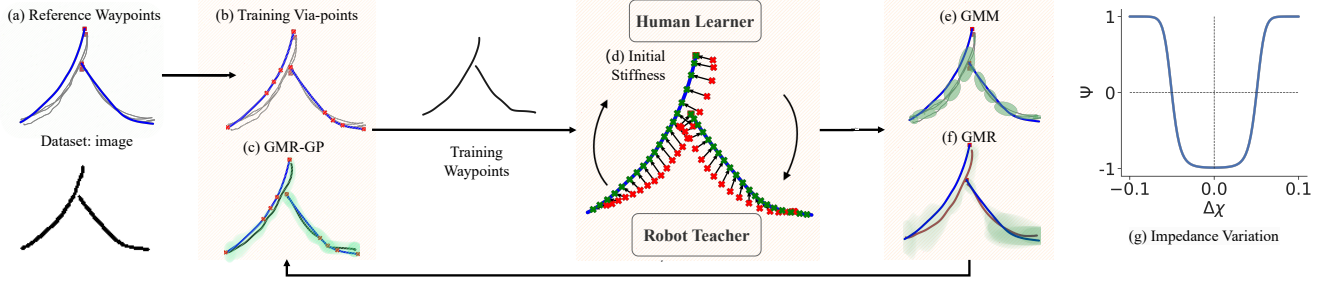 (a) Reference Waypoints
Dataset: image
(b) Training Via-points
(c) GMR-GP
Training
Waypoints
Human Learner
(d) Initial
Stiffness
Robot Teacher
(e) GMM
(f) GMR
1
0
-1
Ψ
−0.1
0.0
0.1
Δχ
(g) Impedance Variation